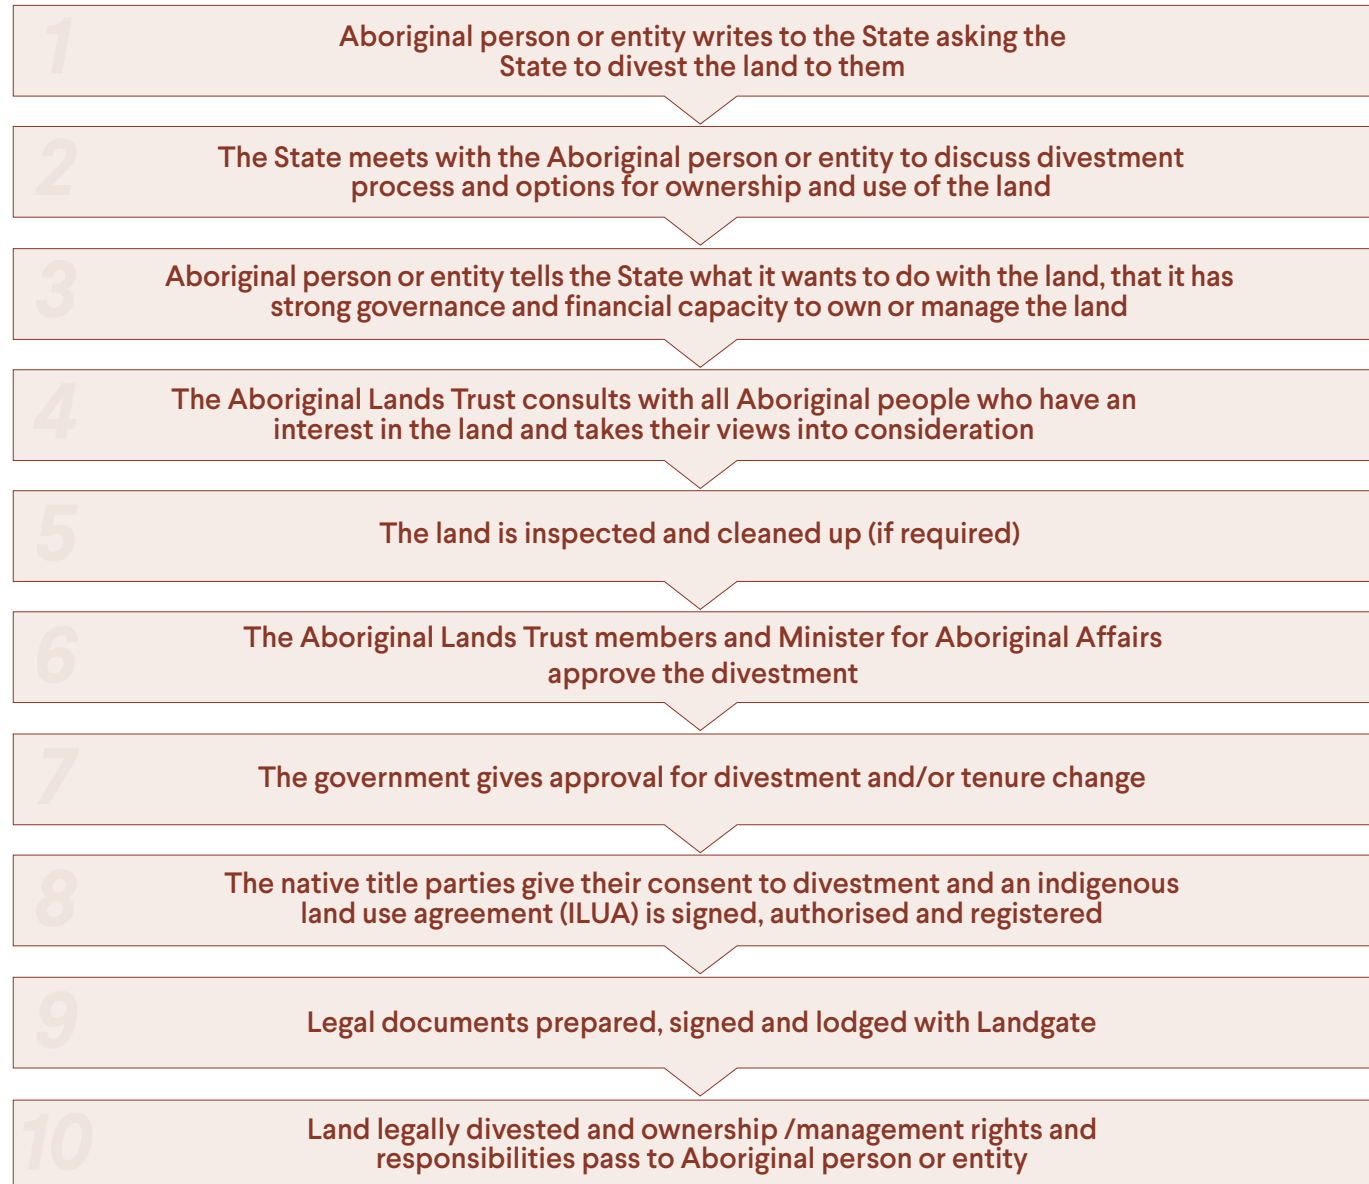 1
Aboriginal person or entity writes to the State asking the
State to divest the land to them
2
The State meets with the Aboriginal person or entity to discuss divestment
process and options for ownership and use of the land
3
Aboriginal person or entity tells the State what it wants to do with the land, that it has
strong governance and financial capacity to own or manage the land
4
The Aboriginal Lands Trust consults with all Aboriginal people who have an
interest in the land and takes their views into consideration
5
The land is inspected and cleaned up (if required)
6
The Aboriginal Lands Trust members and Minister for Aboriginal Affairs
approve the divestment
7
The government gives approval for divestment and/or tenure change
8
The native title parties give their consent to divestment and an indigenous
land use agreement (ILUA) is signed, authorised and registered
9
Legal documents prepared, signed and lodged with Landgate
10
Land legally divested and ownership /management rights and
responsibilities pass to Aboriginal person or entity